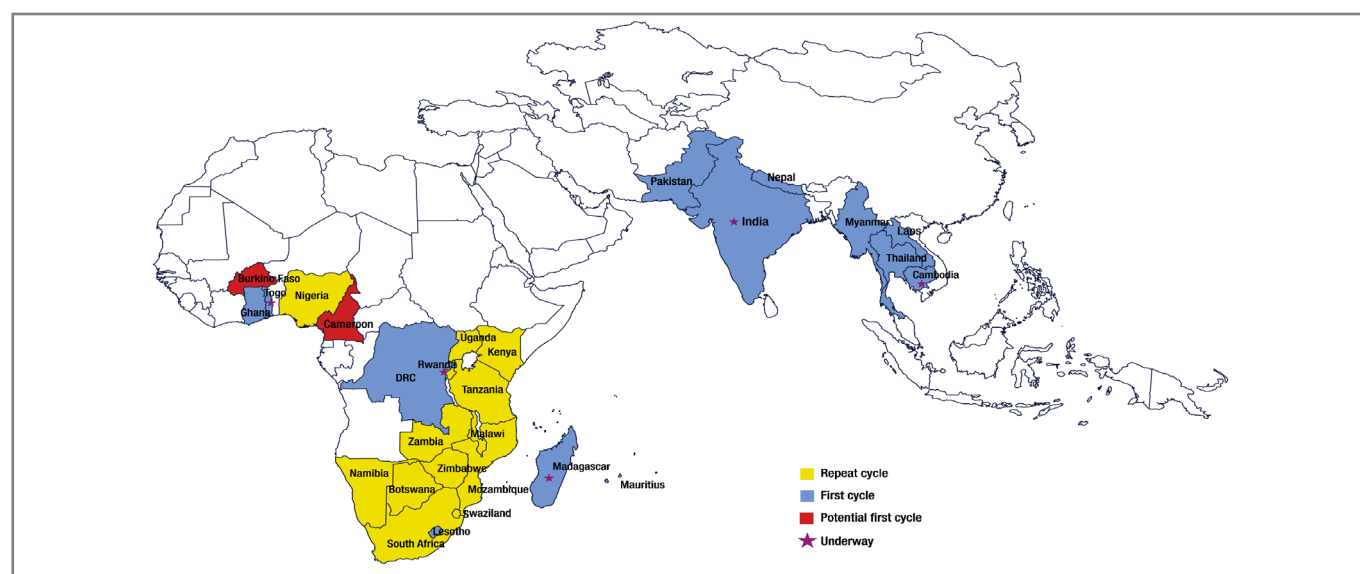 Pakistan
Nepal
India
Myanmar
Laos
Thailand
Cambodia
Burkino Faso
Togo
Nigeria
Ghana
Cameroon
Uganda
Kenya
Rwanda
DRC
Tanzania
Malawi
Zambia
Zimbabwe
Namibia
Botswana
Mozambique
Madagascar
Mauritius
Swaziland
Lesotho
South Africa
Repeat cycle
First cycle
Potential first cycle
Underway